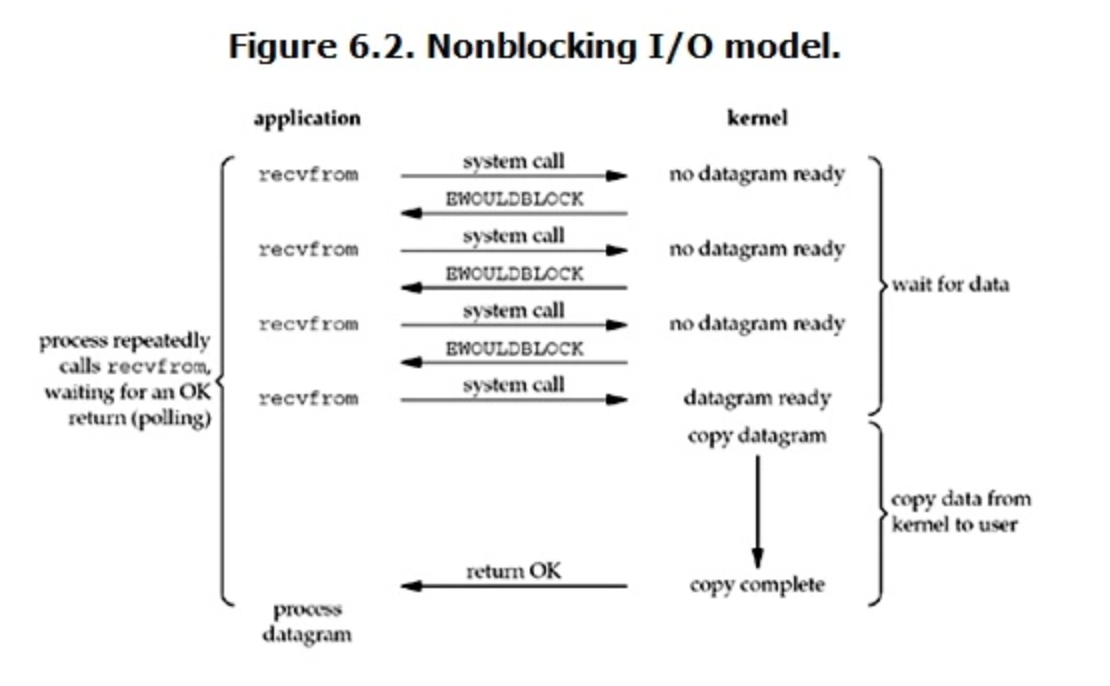 Figure 6.2. Nonblocking I/O model.
application
kernel
recvfrom
system call
no datagram ready
EWOULDBLOCK
recvfrom
system call
no datagram ready
EWOULDBLOCK
recvfrom
system call
no datagram ready
EWOULDBLOCK
recvfrom
system call
datagram ready
wait for data
process repeatedly
calls recvfrom,
waiting for an OK
return (polling)
copy datagram
copy data from
kernel to user
return OK
copy complete
process
datagram